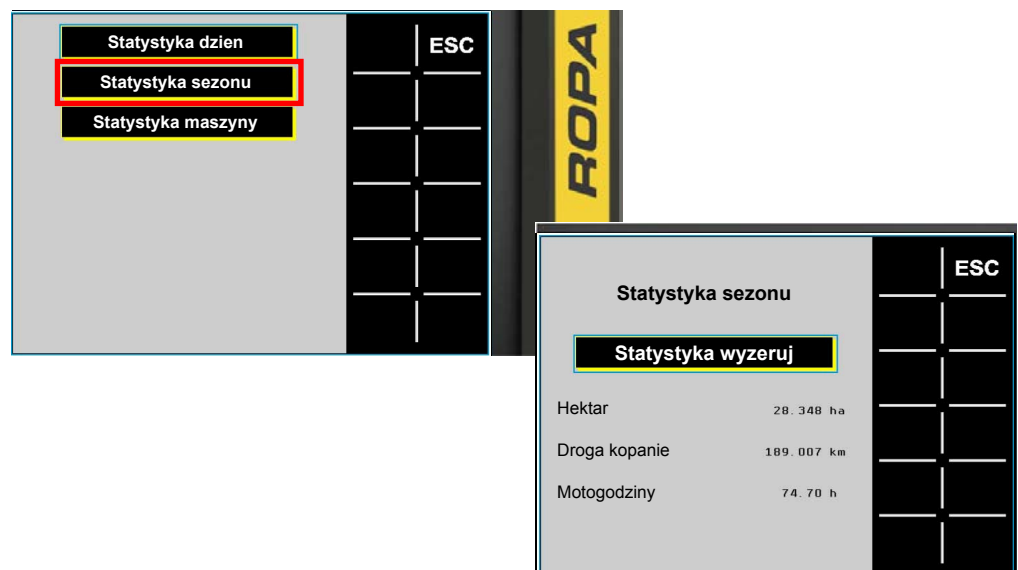 Statystyka dzien
ESC
Statystyka sezonu
Statystyka maszyny
ROPA
ESC
Statystyka sezonu
Statystyka wyzeruj
Hektar 28.348 ha
Droga kopanie 189.007 km
Motogodziny 74.70 h